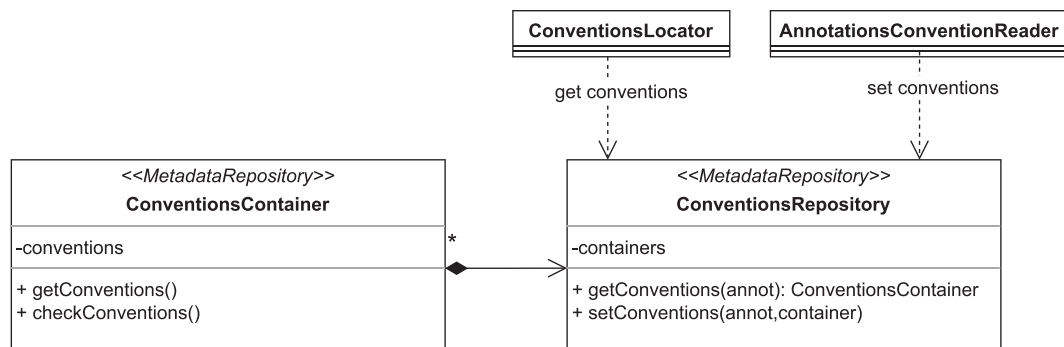 ConventionsLocator
AnnotationsConventionReader
get conventions
set conventions
<<MetadataRepository>>
ConventionsContainer
-conventions
+ getConventions()
+ checkConventions()
*
<<MetadataRepository>>
ConventionsRepository
-containers
+ getConventions(annot): ConventionsContainer
+ setConventions(annot,container)